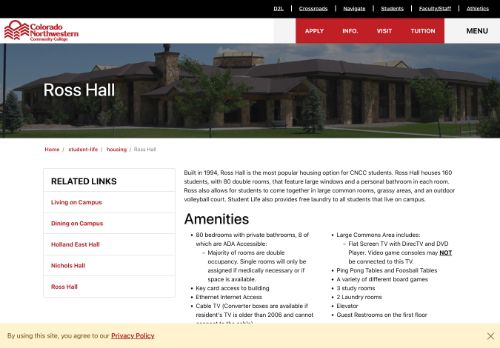 D2L | Crossroads | Navigate | Students | Faculty/Staff | Athletics
Colorado
Northwestern
Community College
APPLY INFO. VISIT TUITION MENU
Ross Hall
Home / student-life / housing / Ross Hall
RELATED LINKS
Living on Campus
Dining on Campus
Holland East Hall
Nichols Hall
Ross Hall
Built in 1994, Ross Hall is the most popular housing option for CNCC students. Ross Hall houses 160
students, with 80 double rooms, that feature large windows and a personal bathroom in each room.
Ross also allows for students to come together in large common rooms, grassy areas, and an outdoor
volleyball court. Student Life also provides free laundry to all students that live on campus.
Amenities
• 80 bedrooms with private bathrooms, 8 of
which are ADA Accessible:
– Majority of rooms are double
occupancy. Single rooms will only be
assigned if medically necessary or if
space is available.
• Key card access to building
• Ethernet Internet Access
• Cable TV (Converter boxes are available if
resident's TV is older than 2006 and cannot
connect to the cable)
• Large Commons Area includes:
– Flat Screen TV with DirecTV and DVD
Player. Video game consoles may NOT
be connected to this TV.
• Ping Pong Tables and Foosball Tables
• A variety of different board games
• 3 study rooms
• 2 Laundry rooms
• Elevator
• Guest Restrooms on the first floor
By using this site, you agree to our Privacy Policy